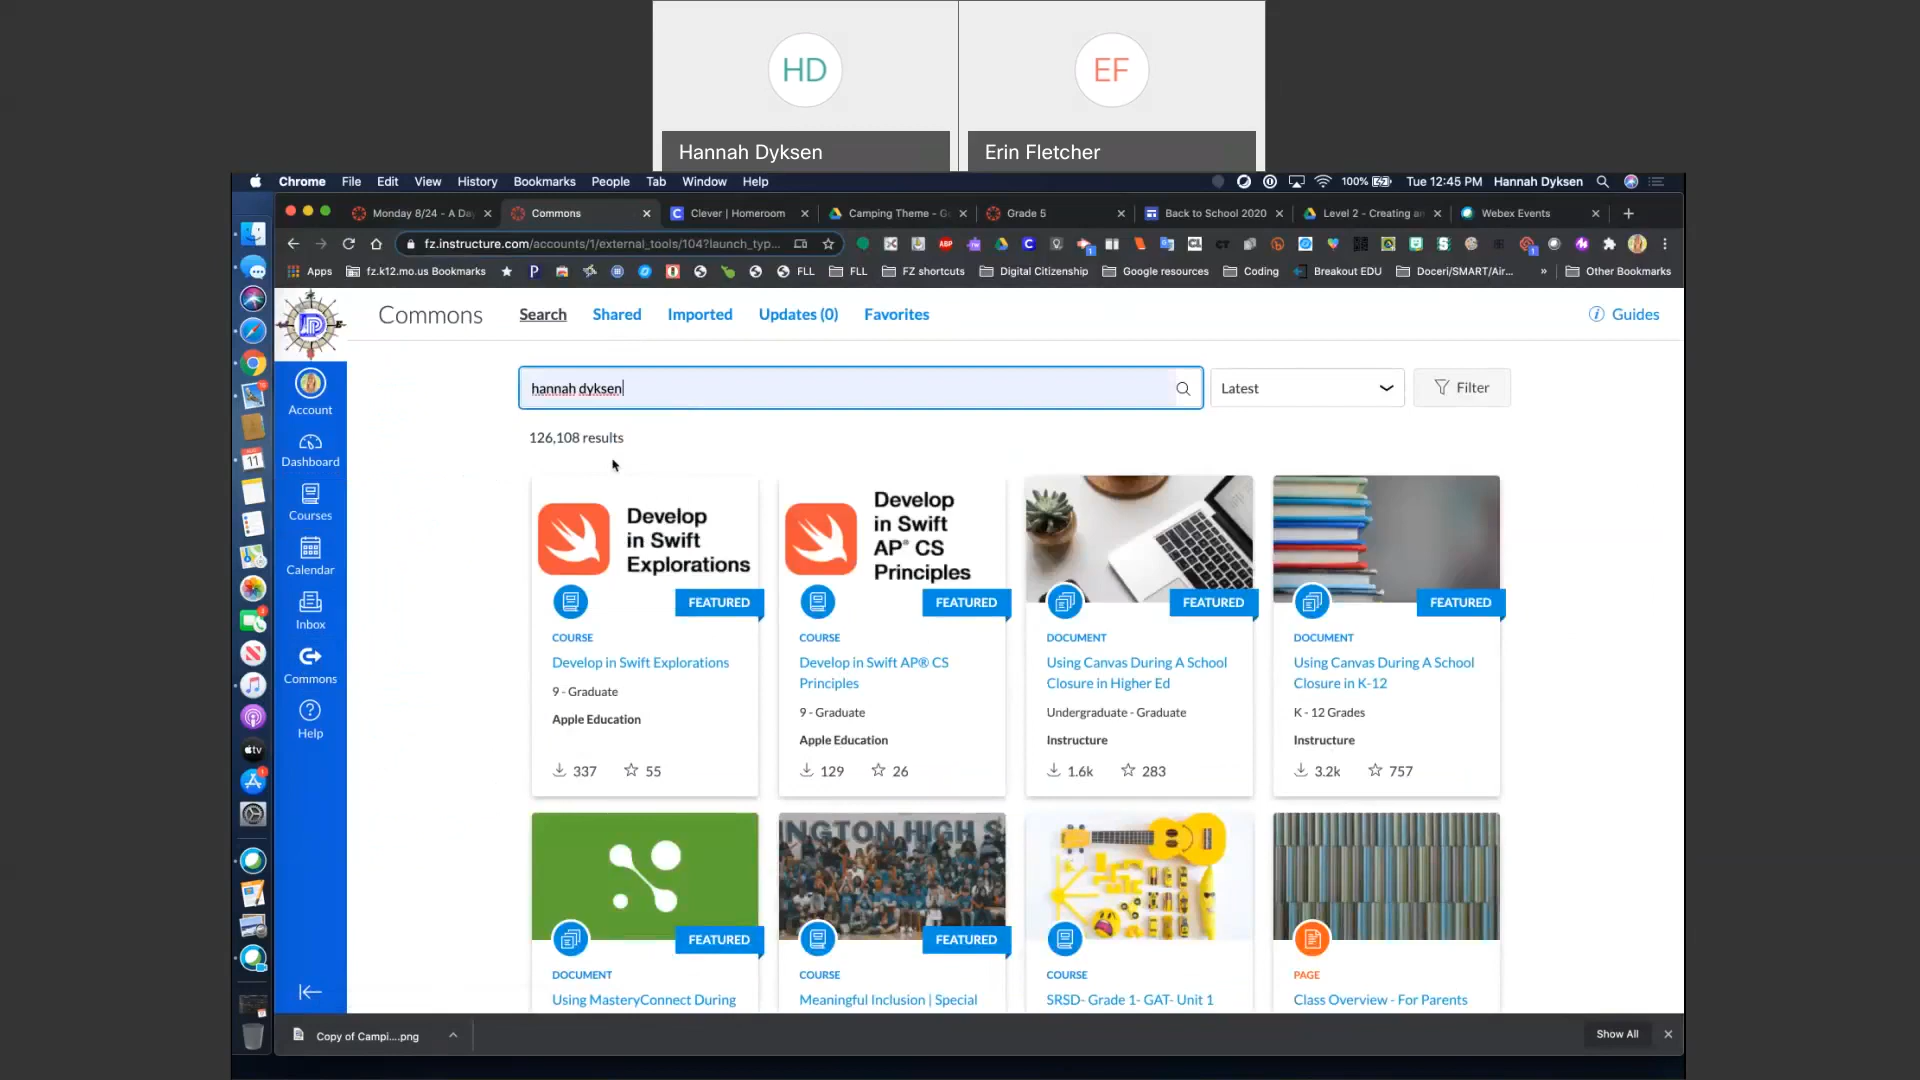 HD
EF
Hannah Dyksen
Erin Fletcher
Chrome File Edit View History Bookmarks People Tab Window Help
100% Tue 12:45 PM Hannah Dyksen
Monday 8/24 - A Da
Commons
Clever | Homeroom
Camping Theme - G
Grade 5
Back to School 2020
Level 2 - Creating a
Webex Events
fz.instructure.com/accounts/1/external_tools/104?launch_typ...
Apps
fz.k12.mo.us Bookmarks
FLL
FLL
FZ shortcuts
Digital Citizenship
Google resources
Coding
Breakout EDU
Doceri/SMART/Air...
»
Other Bookmarks
Commons
Search
Shared
Imported
Updates (0)
Favorites
Guides
Account
Dashboard
Courses
Calendar
Inbox
Commons
Help
hannah dyksen
Latest
Filter
126,108 results
Develop
in Swift
Explorations
FEATURED
COURSE
Develop in Swift Explorations
9 - Graduate
Apple Education
337
55
Develop
in Swift
AP® CS
Principles
FEATURED
COURSE
Develop in Swift AP® CS
Principles
9 - Graduate
Apple Education
129
26
FEATURED
DOCUMENT
Using Canvas During A School
Closure in Higher Ed
Undergraduate - Graduate
Instructure
1.6k
283
FEATURED
DOCUMENT
Using Canvas During A School
Closure in K-12
K - 12 Grades
Instructure
3.2k
757
FEATURED
DOCUMENT
Using MasteryConnect During
NGTON HIGH S
FEATURED
COURSE
Meaningful Inclusion | Special
COURSE
SRSD- Grade 1- GAT- Unit 1
PAGE
Class Overview - For Parents
Copy of Campi....png
Show All